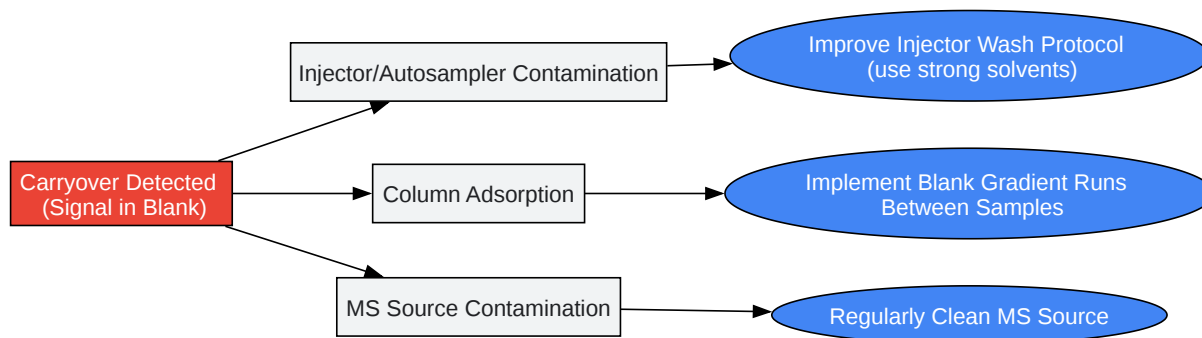 Carryover Detected
(Signal in Blank)
Injector/Autosampler Contamination
Improve Injector Wash Protocol
(use strong solvents)
Column Adsorption
Implement Blank Gradient Runs
Between Samples
MS Source Contamination
Regularly Clean MS Source